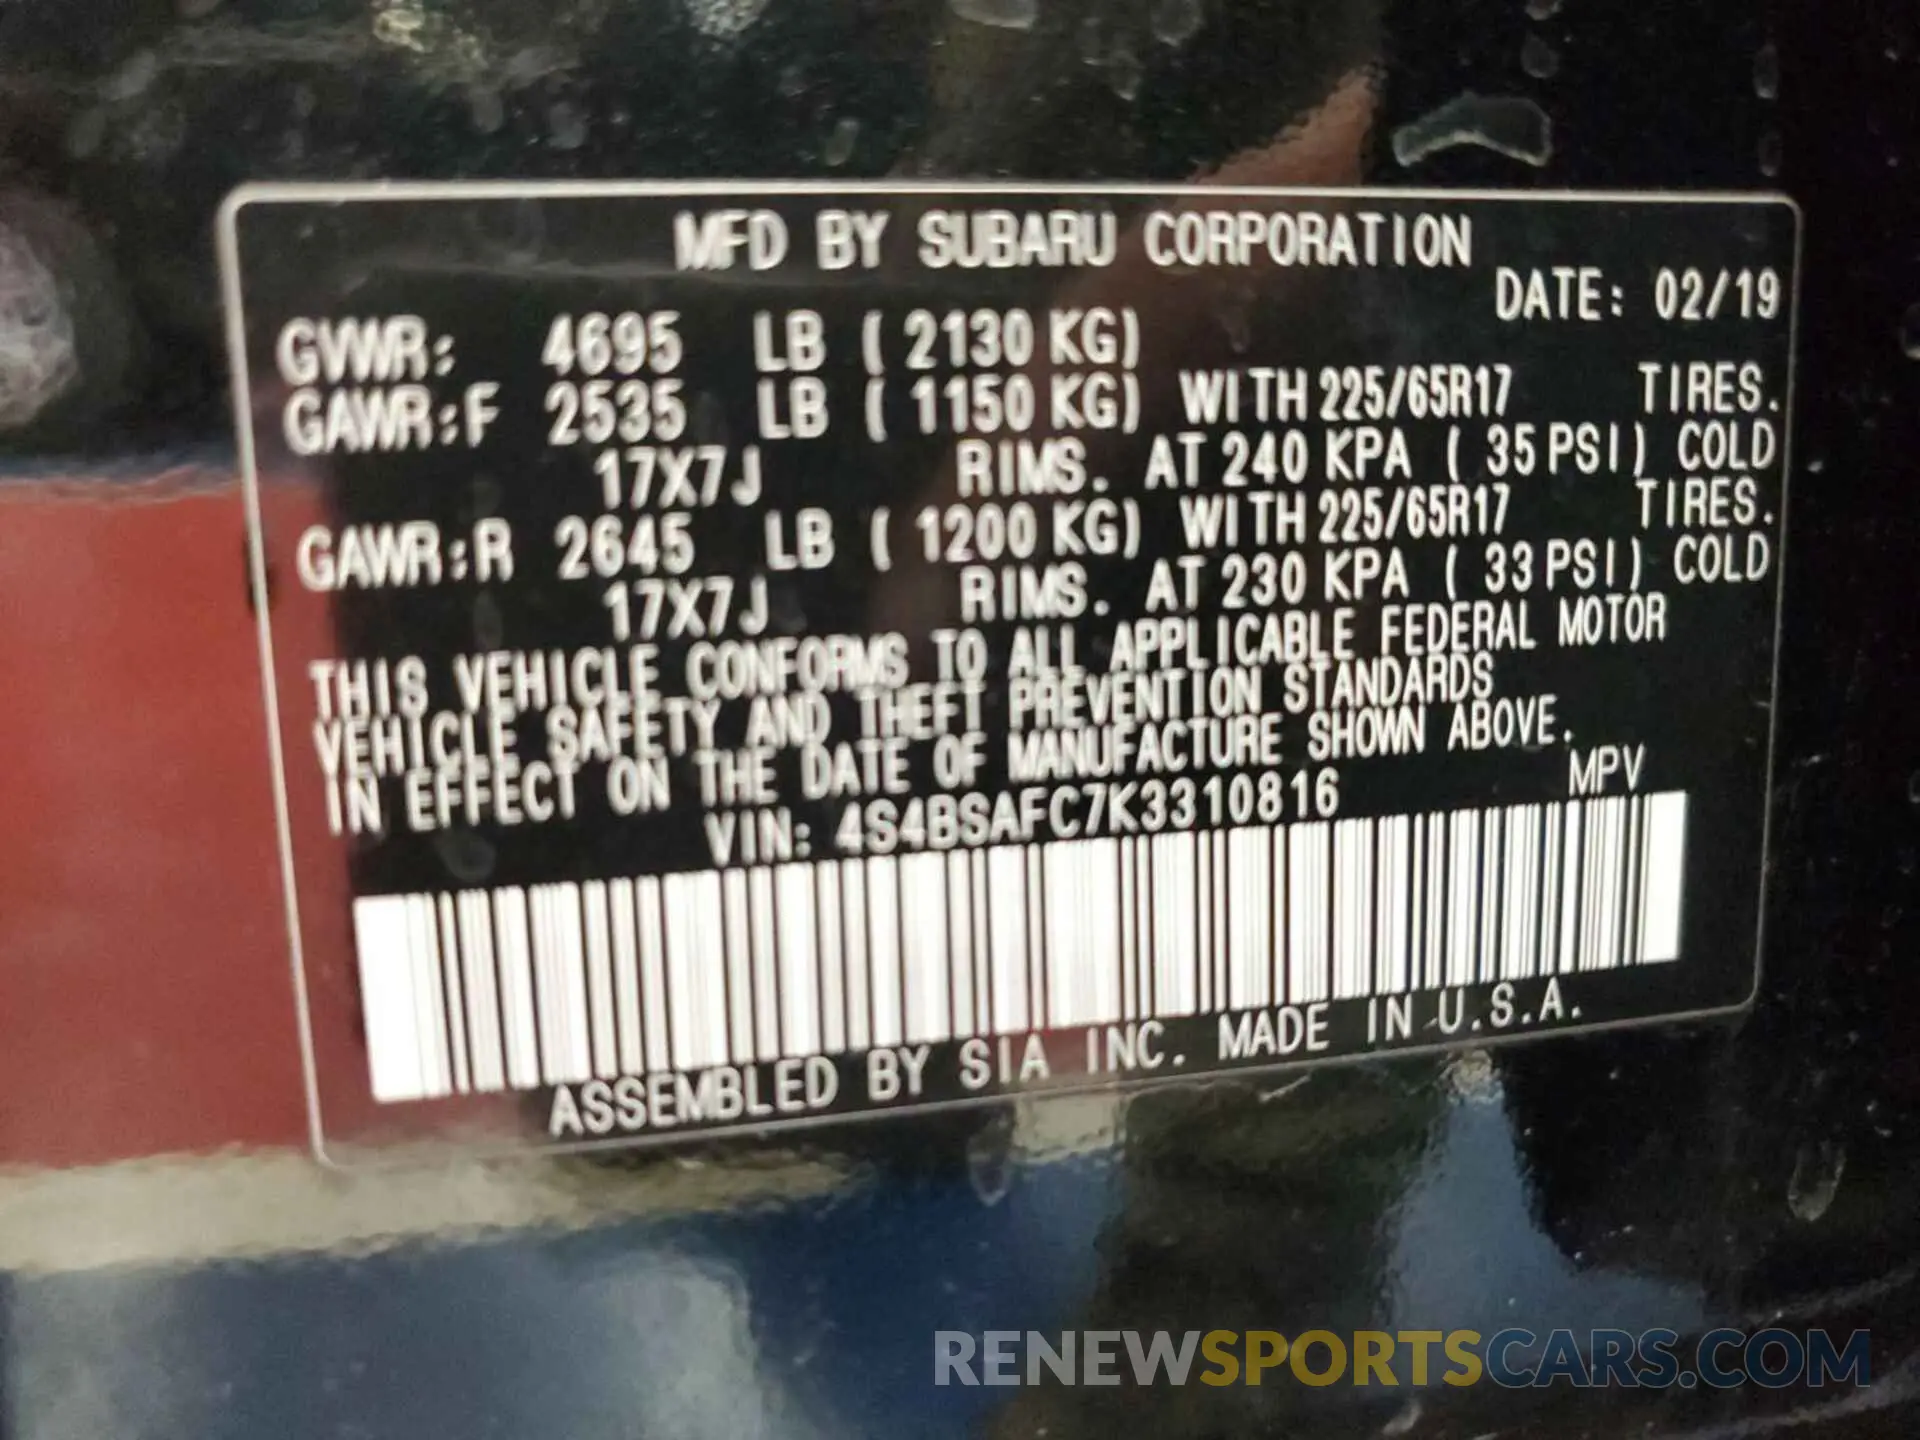 MFD BY SUBARU CORPORATION
DATE: 02/19
GVWR: 4695 LB ( 2130 KG)
GAWR:F 2535 LB ( 1150 KG) WITH 225/65R17 TIRES.
17X7J RIMS. AT 240 KPA ( 35 PSI) COLD
GAWR:R 2645 LB ( 1200 KG) WITH 225/65R17 TIRES.
17X7J RIMS. AT 230 KPA ( 33 PSI) COLD
THIS VEHICLE CONFORMS TO ALL APPLICABLE FEDERAL MOTOR
VEHICLE SAFETY AND THEFT PREVENTION STANDARDS
IN EFFECT ON THE DATE OF MANUFACTURE SHOWN ABOVE.
VIN: 4S4BSAFC7K3310816 MPV
ASSEMBLED BY SIA INC. MADE IN U.S.A.
RENEWSPORTSCARS.COM